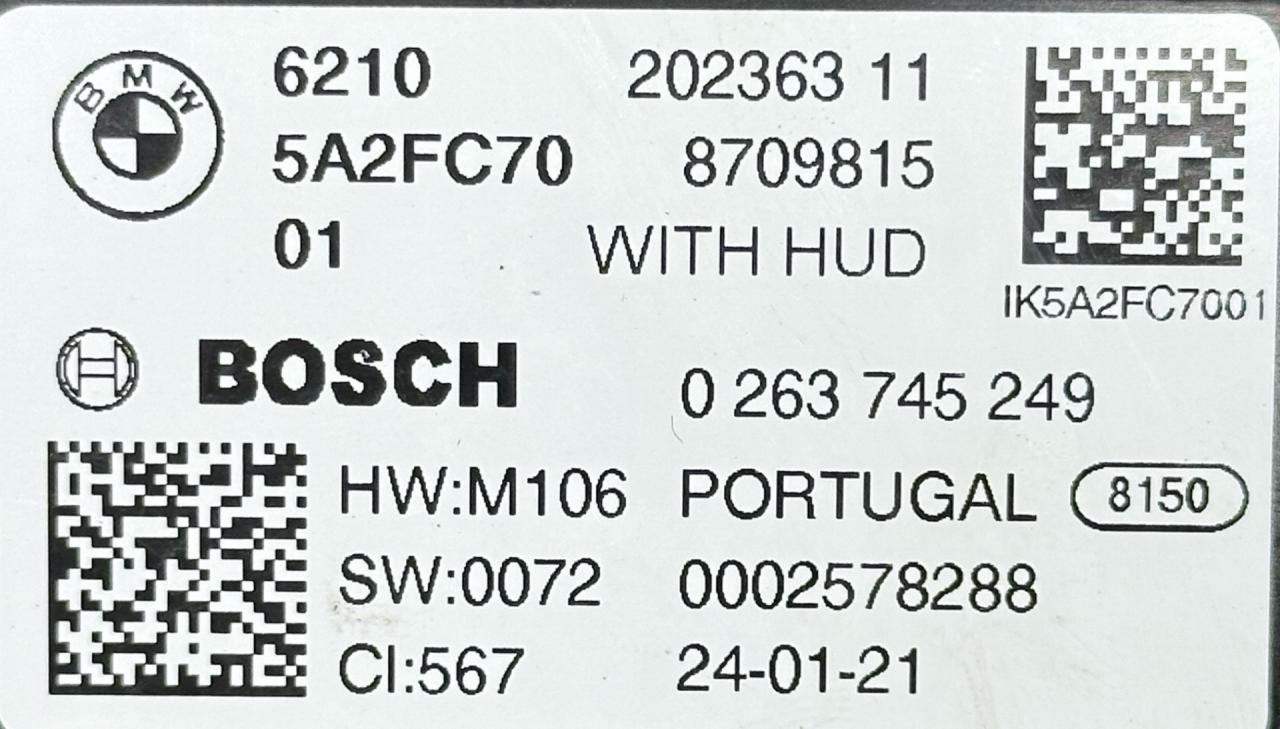 BMW
6210 202363 11
5A2FC70 8709815
01 WITH HUD
IK5A2FC7001
BOSCH 0 263 745 249
HW:M106 PORTUGAL 8150
SW:0072 0002578288
CI:567 24-01-21